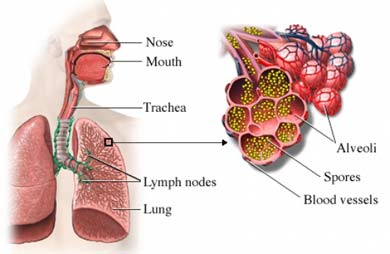 Nose
Mouth
Trachea
Lymph nodes
Lung
Alveoli
Spores
Blood vessels